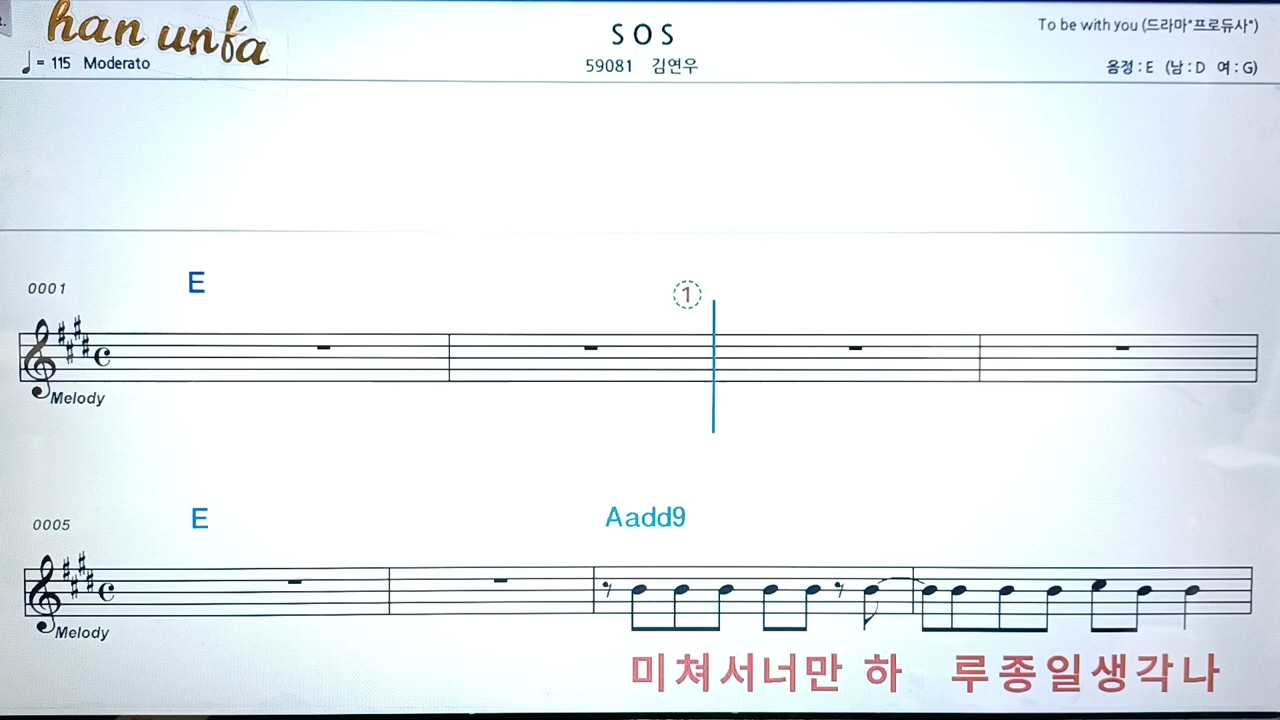 han unfa
♩ = 115 Moderato
S O S
59081 김연우
To be with you (드라마"프로듀사")
음정 : E (남 : D 여 : G)
0001
E
1
Melody
0005
E Aadd9
Melody
미쳐서너만 하 루종일생각나